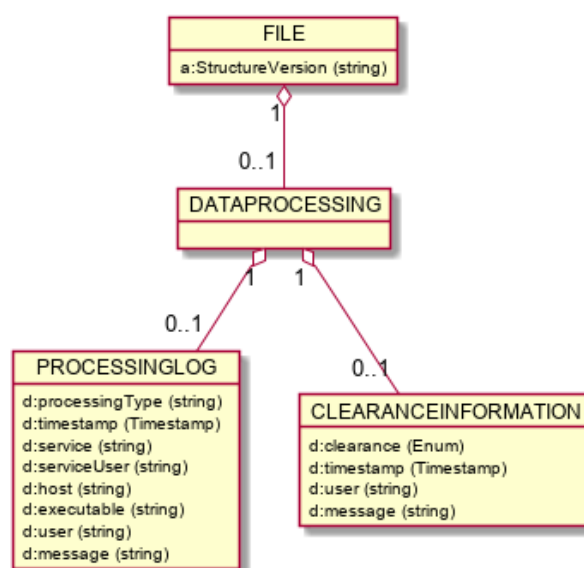 FILE
a:StructureVersion (string)
1
0..1
DATAPROCESSING
1
1
0..1
0..1
PROCESSINGLOG
d:processingType (string)
d:timestamp (Timestamp)
d:service (string)
d:serviceUser (string)
d:host (string)
d:executable (string)
d:user (string)
d:message (string)
CLEARANCEINFORMATION
d:clearance (Enum)
d:timestamp (Timestamp)
d:user (string)
d:message (string)